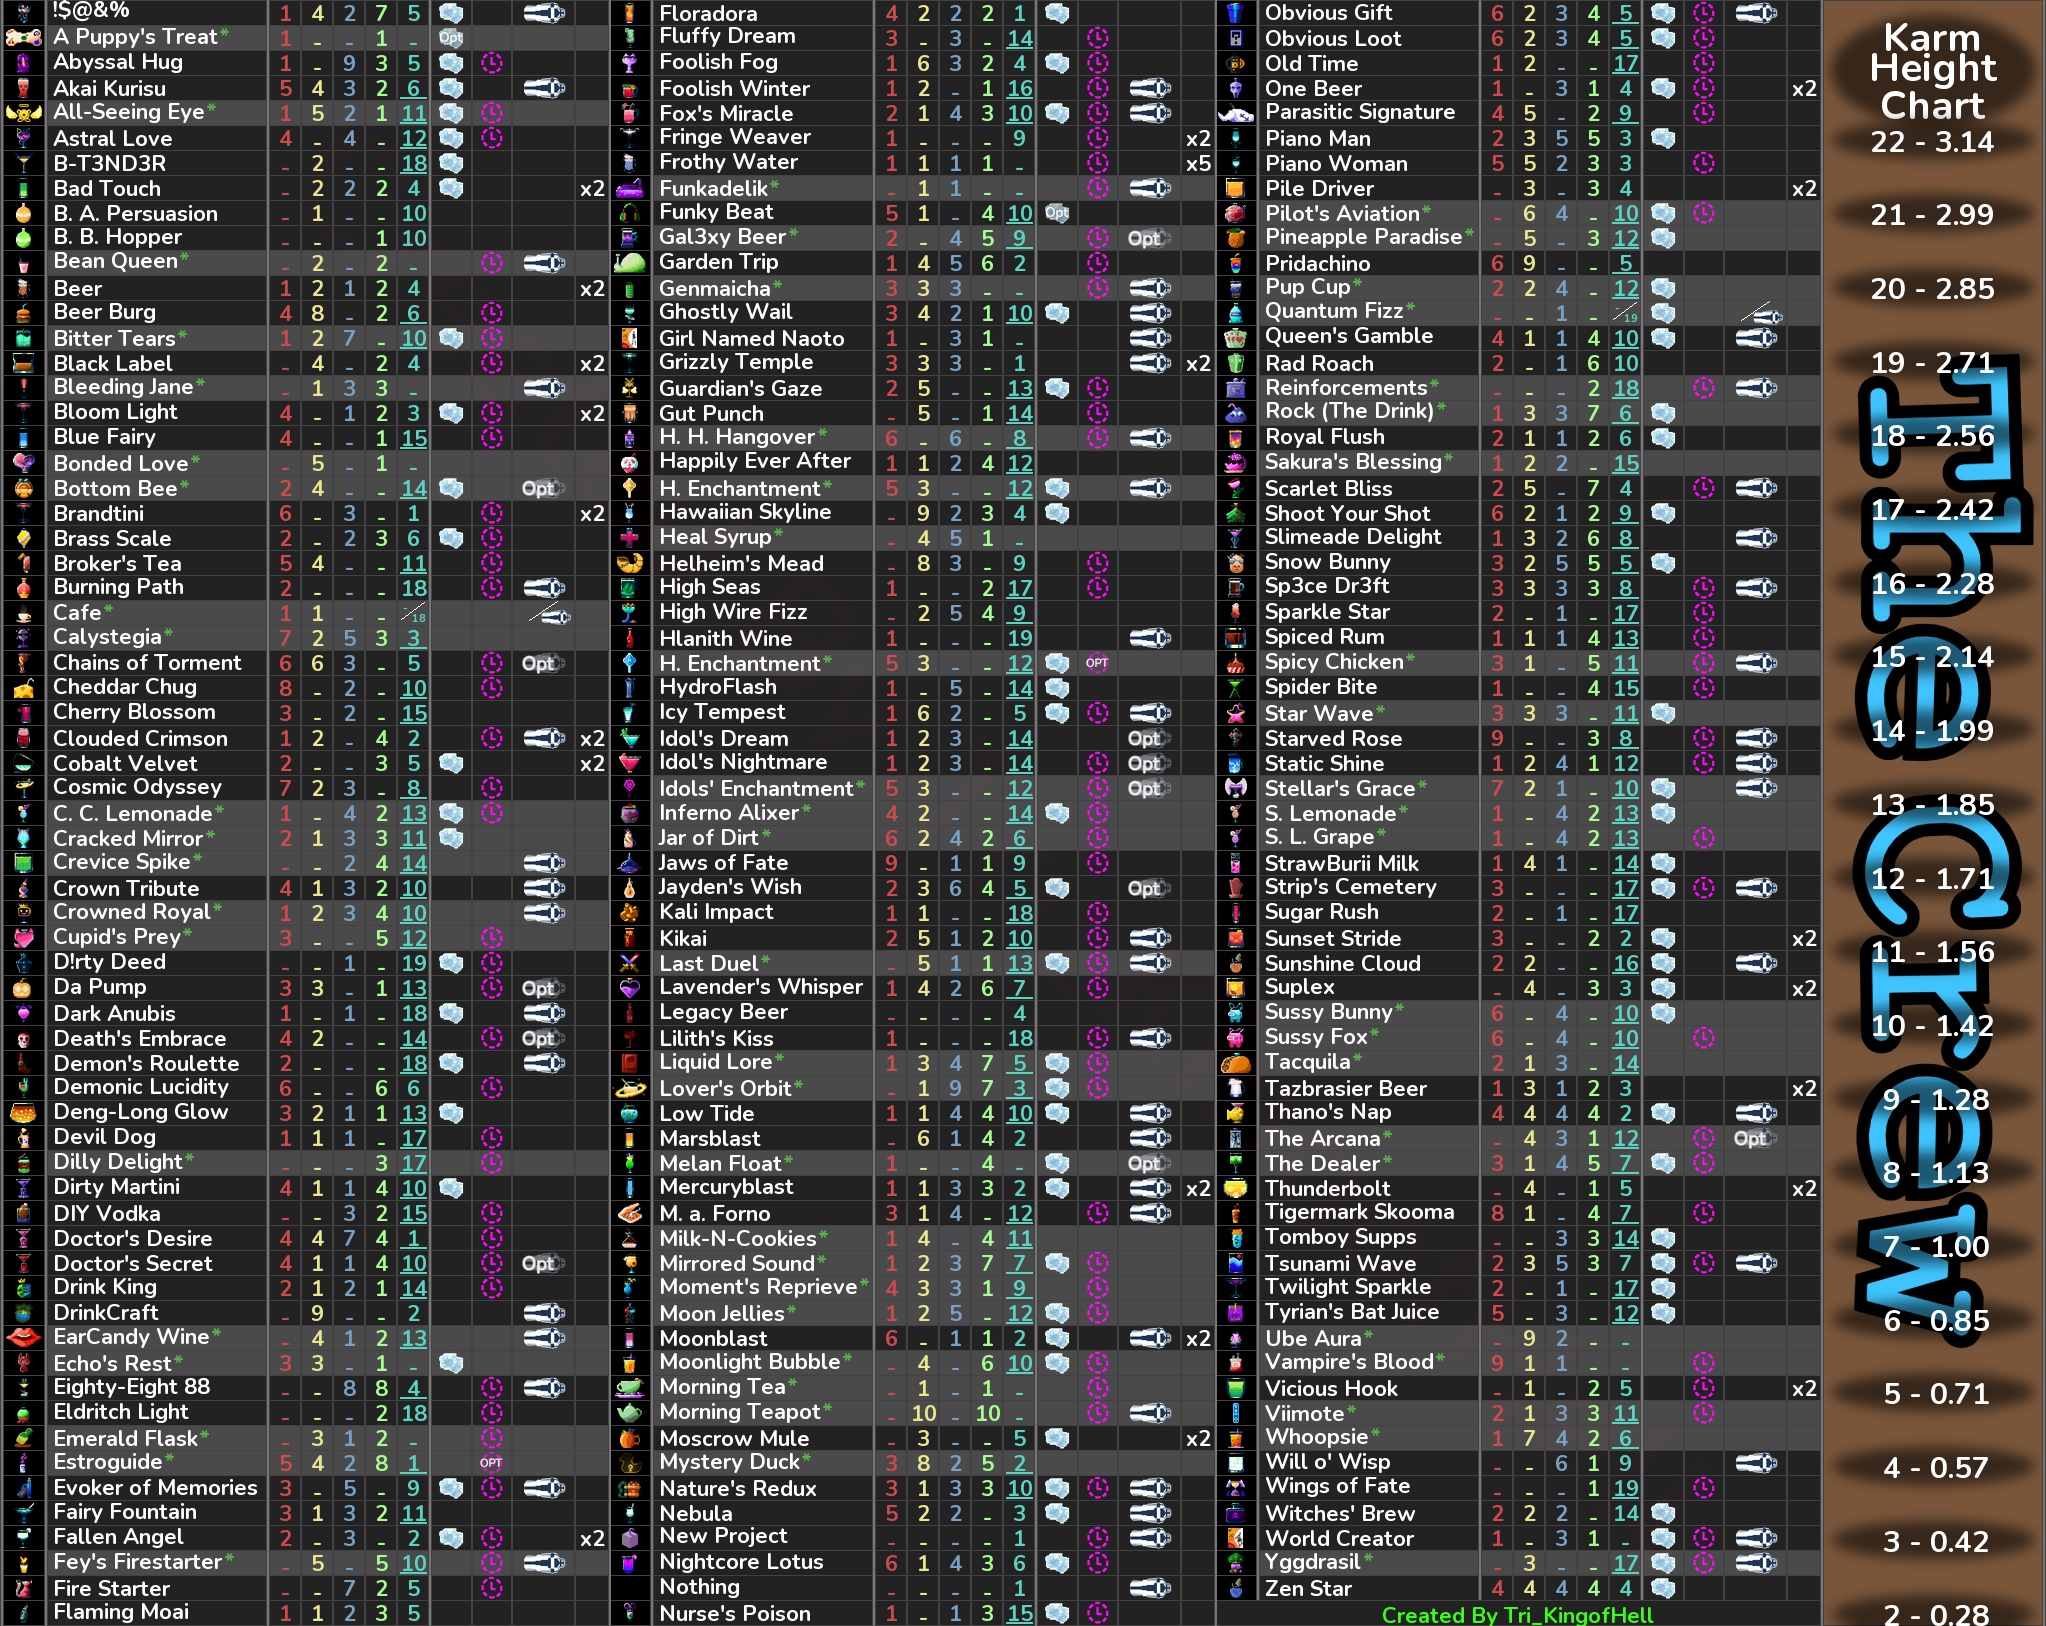 !$@&% 1 4 2 7 5
A Puppy's Treat* 1 - - 1 - Opt
Abyssal Hug 1 - 9 3 5
Akai Kurisu 5 4 3 2 6
All-Seeing Eye* 1 5 2 1 11
Astral Love 4 - 4 - 12
B-T3ND3R - 2 - - 18
Bad Touch - 2 2 2 4 x2
B. A. Persuasion - 1 - - 10
B. B. Hopper - - - 1 10
Bean Queen* - 2 - 2 -
Beer 1 2 1 2 4 x2
Beer Burg 4 8 - 2 6
Bitter Tears* 1 2 7 - 10
Black Label - 4 - 2 4 x2
Bleeding Jane* - 1 3 3 -
Bloom Light 4 - 1 2 3 x2
Blue Fairy 4 - - 1 15
Bonded Love* - 5 - 1 -
Bottom Bee* 2 4 - - 14 Opt
Brandtini 6 - 3 - 1 x2
Brass Scale 2 - 2 3 6
Broker's Tea 5 4 - - 11
Burning Path 2 - - - 18
Cafe* 1 1 - - -/18
Calystegia* 7 2 5 3 3
Chains of Torment 6 6 3 - 5 Opt
Cheddar Chug 8 - 2 - 10
Cherry Blossom 3 - 2 - 15
Clouded Crimson 1 2 - 4 2 x2
Cobalt Velvet 2 - - 3 5 x2
Cosmic Odyssey 7 2 3 - 8
C. C. Lemonade* 1 - 4 2 13
Cracked Mirror* 2 1 3 3 11
Crevice Spike* - - 2 4 14
Crown Tribute 4 1 3 2 10
Crowned Royal* 1 2 3 4 10
Cupid's Prey* 3 - - 5 12
D!rty Deed - - 1 - 19
Da Pump 3 3 - 1 13 Opt
Dark Anubis 1 - 1 - 18
Death's Embrace 4 2 - - 14 Opt
Demon's Roulette 2 - - - 18
Demonic Lucidity 6 - - 6 6
Deng-Long Glow 3 2 1 1 13
Devil Dog 1 1 1 - 17
Dilly Delight* - - - 3 17
Dirty Martini 4 1 1 4 10
DIY Vodka - - 3 2 15
Doctor's Desire 4 4 7 4 1
Doctor's Secret 4 1 1 4 10 Opt
Drink King 2 1 2 1 14
DrinkCraft - 9 - - 2
EarCandy Wine* - 4 1 2 13
Echo's Rest* 3 3 - 1 -
Eighty-Eight 88 - - 8 8 4
Eldritch Light - - - 2 18
Emerald Flask* - 3 1 2 -
Estroguide* 5 4 2 8 1 OPT
Evoker of Memories 3 - 5 - 9
Fairy Fountain 3 1 3 2 11
Fallen Angel 2 - 3 - 2 x2
Fey's Firestarter* - 5 - 5 10
Fire Starter - - 7 2 5
Flaming Moai 1 1 2 3 5
Floradora 4 2 2 2 1
Fluffy Dream 3 - 3 - 14
Foolish Fog 1 6 3 2 4
Foolish Winter 1 2 - 1 16
Fox's Miracle 2 1 4 3 10
Fringe Weaver 1 - - - 9 x2
Frothy Water 1 1 1 1 - x5
Funkadelik* - 1 1 - -
Funky Beat 5 1 - 4 10 Opt
Gal3xy Beer* 2 - 4 5 9 Opt
Garden Trip 1 4 5 6 2
Genmaicha* 3 3 3 - -
Ghostly Wail 3 4 2 1 10
Girl Named Naoto 1 - 3 1 -
Grizzly Temple 3 3 3 - 1 x2
Guardian's Gaze 2 5 - - 13
Gut Punch - 5 - 1 14
H. H. Hangover* 6 - 6 - 8
Happily Ever After 1 1 2 4 12
H. Enchantment* 5 3 - - 12
Hawaiian Skyline - 9 2 3 4
Heal Syrup* - 4 5 1 -
Helheim's Mead - 8 3 - 9
High Seas 1 - - 2 17
High Wire Fizz - 2 5 4 9
Hlanith Wine 1 - - - 19
H. Enchantment* 5 3 - - 12 OPT
HydroFlash 1 - 5 - 14
Icy Tempest 1 6 2 - 5
Idol's Dream 1 2 3 - 14 Opt
Idol's Nightmare 1 2 3 - 14 Opt
Idols' Enchantment* 5 3 - - 12 Opt
Inferno Alixer* 4 2 - - 14
Jar of Dirt* 6 2 4 2 6
Jaws of Fate 9 - 1 1 9
Jayden's Wish 2 3 6 4 5 Opt
Kali Impact 1 1 - - 18
Kikai 2 5 1 2 10
Last Duel* - 5 1 1 13
Lavender's Whisper 1 4 2 6 7
Legacy Beer - - - - 4
Lilith's Kiss 1 - - - 18
Liquid Lore* 1 3 4 7 5
Lover's Orbit* - 1 9 7 3
Low Tide 1 1 4 4 10
Marsblast - 6 1 4 2
Melan Float* 1 - - 4 - Opt
Mercuryblast 1 1 3 3 2 x2
M. a. Forno 3 1 4 - 12
Milk-N-Cookies* 1 4 - 4 11
Mirrored Sound* 1 2 3 7 7
Moment's Reprieve* 4 3 3 1 9
Moon Jellies* 1 2 5 - 12
Moonblast 6 - 1 1 2 x2
Moonlight Bubble* - 4 - 6 10
Morning Tea* - 1 - 1 -
Morning Teapot* - 10 - 10 -
Moscrow Mule - 3 - - 5 x2
Mystery Duck* 3 8 2 5 2
Nature's Redux 3 1 3 3 10
Nebula 5 2 2 - 3
New Project - - - - 1
Nightcore Lotus 6 1 4 3 6
Nothing - - - - 1
Nurse's Poison 1 - 1 3 15
Obvious Gift 6 2 3 4 5
Obvious Loot 6 2 3 4 5
Old Time 1 2 - - 17
One Beer 1 - 3 1 4 x2
Parasitic Signature 4 5 - 2 9
Piano Man 2 3 5 5 3
Piano Woman 5 5 2 3 3
Pile Driver - 3 - 3 4 x2
Pilot's Aviation* - 6 4 - 10
Pineapple Paradise* - 5 - 3 12
Pridachino 6 9 - - 5
Pup Cup* 2 2 4 - 12
Quantum Fizz* - - 1 - -/19
Queen's Gamble 4 1 1 4 10
Rad Roach 2 - 1 6 10
Reinforcements* - - - 2 18
Rock (The Drink)* 1 3 3 7 6
Royal Flush 2 1 1 2 6
Sakura's Blessing* 1 2 2 - 15
Scarlet Bliss 2 5 - 7 4
Shoot Your Shot 6 2 1 2 9
Slimeade Delight 1 3 2 6 8
Snow Bunny 3 2 5 5 5
Sp3ce Dr3ft 3 3 3 3 8
Sparkle Star 2 - 1 - 17
Spiced Rum 1 1 1 4 13
Spicy Chicken* 3 1 - 5 11
Spider Bite 1 - - 4 15
Star Wave* 3 3 3 - 11
Starved Rose 9 - - 3 8
Static Shine 1 2 4 1 12
Stellar's Grace* 7 2 1 - 10
S. Lemonade* 1 - 4 2 13
S. L. Grape* 1 - 4 2 13
StrawBurii Milk 1 4 1 - 14
Strip's Cemetery 3 - - - 17
Sugar Rush 2 - 1 - 17
Sunset Stride 3 - - 2 2 x2
Sunshine Cloud 2 2 - - 16
Suplex - 4 - 3 3 x2
Sussy Bunny* 6 - 4 - 10
Sussy Fox* 6 - 4 - 10
Tacquila* 2 1 3 - 14
Tazbrasier Beer 1 3 1 2 3 x2
Thano's Nap 4 4 4 4 2
The Arcana* - 4 3 1 12 Opt
The Dealer* 3 1 4 5 7
Thunderbolt - 4 - 1 5 x2
Tigermark Skooma 8 1 - 4 7
Tomboy Supps - - 3 3 14
Tsunami Wave 2 3 5 3 7
Twilight Sparkle 2 - 1 - 17
Tyrian's Bat Juice 5 - 3 - 12
Ube Aura* - 9 2 - -
Vampire's Blood* 9 1 1 - -
Vicious Hook - 1 - 2 5 x2
Viimote* 2 1 3 3 11
Whoopsie* 1 7 4 2 6
Will o' Wisp - - 6 1 9
Wings of Fate - - - 1 19
Witches' Brew 2 2 2 - 14
World Creator 1 - 3 1 -
Yggdrasil* - 3 - - 17
Zen Star 4 4 4 4 4
Created By Tri_KingofHell
Karm
Height
Chart
22 - 3.14
21 - 2.99
20 - 2.85
19 - 2.71
18 - 2.56
17 - 2.42
16 - 2.28
15 - 2.14
14 - 1.99
13 - 1.85
12 - 1.71
11 - 1.56
10 - 1.42
9 - 1.28
8 - 1.13
7 - 1.00
6 - 0.85
5 - 0.71
4 - 0.57
3 - 0.42
2 - 0.28
The Crew